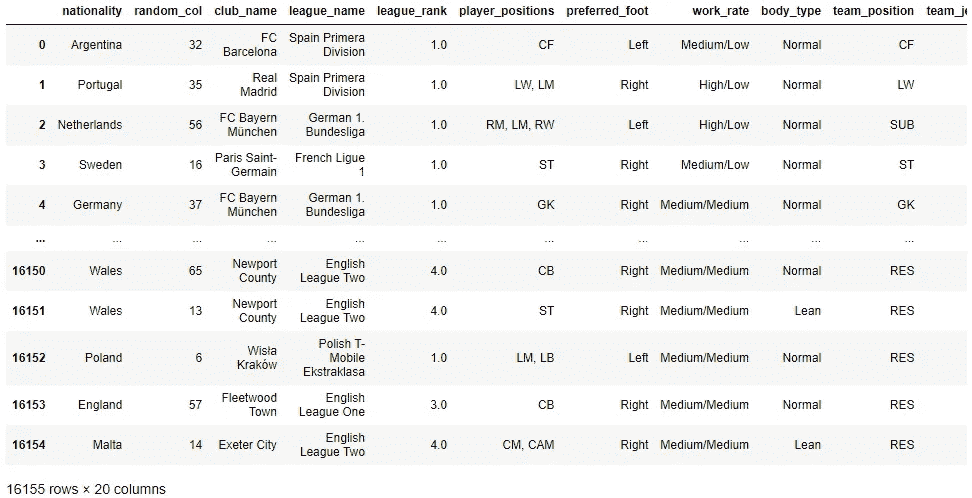 nationality random_col club_name league_name league_rank player_positions preferred_foot work_rate body_type team_position team_je
0 Argentina 32 FC Barcelona Spain Primera Division 1.0 CF Left Medium/Low Normal CF
1 Portugal 35 Real Madrid Spain Primera Division 1.0 LW, LM Right High/Low Normal LW
2 Netherlands 56 FC Bayern München German 1. Bundesliga 1.0 RM, LM, RW Left High/Low Normal SUB
3 Sweden 16 Paris Saint-Germain French Ligue 1 1.0 ST Right Medium/Low Normal ST
4 Germany 37 FC Bayern München German 1. Bundesliga 1.0 GK Right Medium/Medium Normal GK
... ... ... ... ... ... ... ... ... ... ...
16150 Wales 65 Newport County English League Two 4.0 CB Right Medium/Medium Normal RES
16151 Wales 13 Newport County English League Two 4.0 ST Right Medium/Medium Lean RES
16152 Poland 6 Wisła Kraków Polish T-Mobile Ekstraklasa 1.0 LM, LB Left Medium/Medium Normal RES
16153 England 57 Fleetwood Town English League One 3.0 CB Right Medium/Medium Normal RES
16154 Malta 14 Exeter City English League Two 4.0 CM, CAM Right Medium/Medium Lean RES
16155 rows × 20 columns